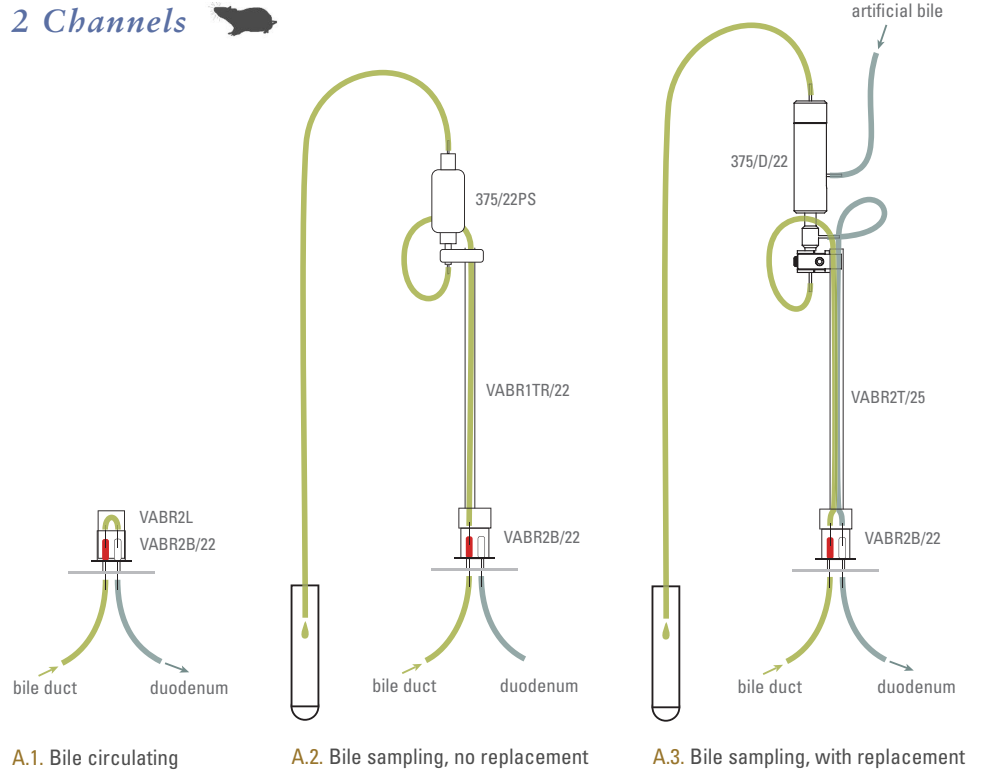 2 Channels
artificial bile
375/D/22
375/22PS
VABR1TR/22
VABR2T/25
VABR2L
VABR2B/22
VABR2B/22
VABR2B/22
bile duct
duodenum
bile duct
duodenum
bile duct
duodenum
A.1. Bile circulating
A.2. Bile sampling, no replacement
A.3. Bile sampling, with replacement